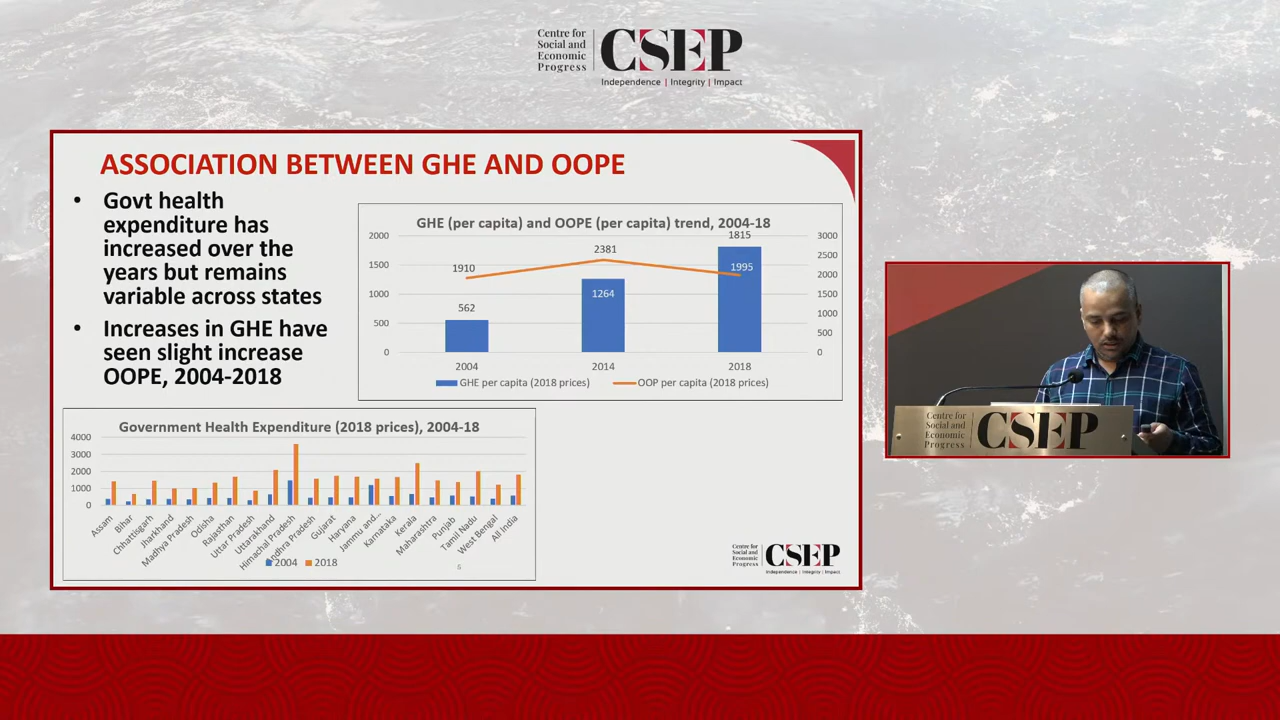 Centre for
Social and
Economic
Progress
CSEP
Independence | Integrity | Impact
ASSOCIATION BETWEEN GHE AND OOPE
• Govt health
expenditure has
increased over the
years but remains
variable across states
• Increases in GHE have
seen slight increase
OOPE, 2004-2018
GHE (per capita) and OOPE (per capita) trend, 2004-18
2000
1500
1000
500
0
1910
2381
1815
1995
562
1264
3000
2500
2000
1500
1000
500
0
2004
2014
2018
GHE per capita (2018 prices)
OOP per capita (2018 prices)
Government Health Expenditure (2018 prices), 2004-18
4000
3000
2000
1000
0
Assam
Bihar
Chhattisgarh
Jharkhand
Madhya Pradesh
Odisha
Rajasthan
Uttar Pradesh
Uttarakhand
Himachal Pradesh
Andhra Pradesh
Gujarat
Haryana
Jammu and...
Karnataka
Kerala
Maharashtra
Punjab
Tamil Nadu
West Bengal
All India
2004
2018
Centre for
Social and
Economic
Progress
CSEP
Independence | Integrity | Impact
Centre for
Social and
Economic
Progress
CSEP